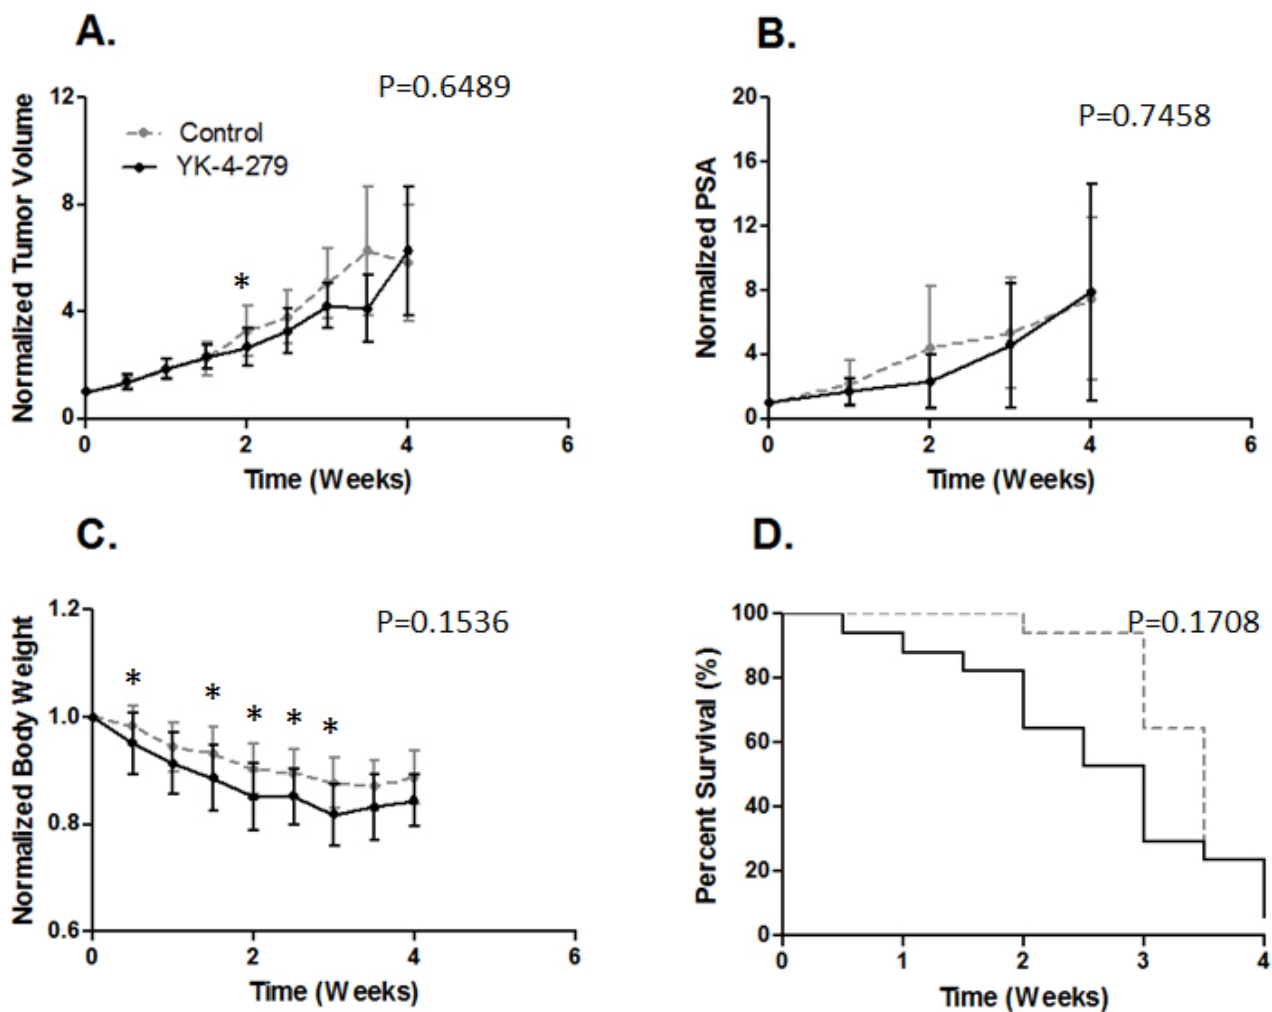 A.
P=0.6489
12
8
4
0
Normalized Tumor Volume
Control
YK-4-279
*
0 2 4 6
Time (Weeks)
B.
P=0.7458
20
16
12
8
4
0
Normalized PSA
0 2 4 6
Time (Weeks)
C.
P=0.1536
1.2
1.0
0.8
0.6
Normalized Body Weight
* * * * *
0 2 4 6
Time (Weeks)
D.
P=0.1708
100
80
60
40
20
0
Percent Survival (%)
0 1 2 3 4
Time (Weeks)